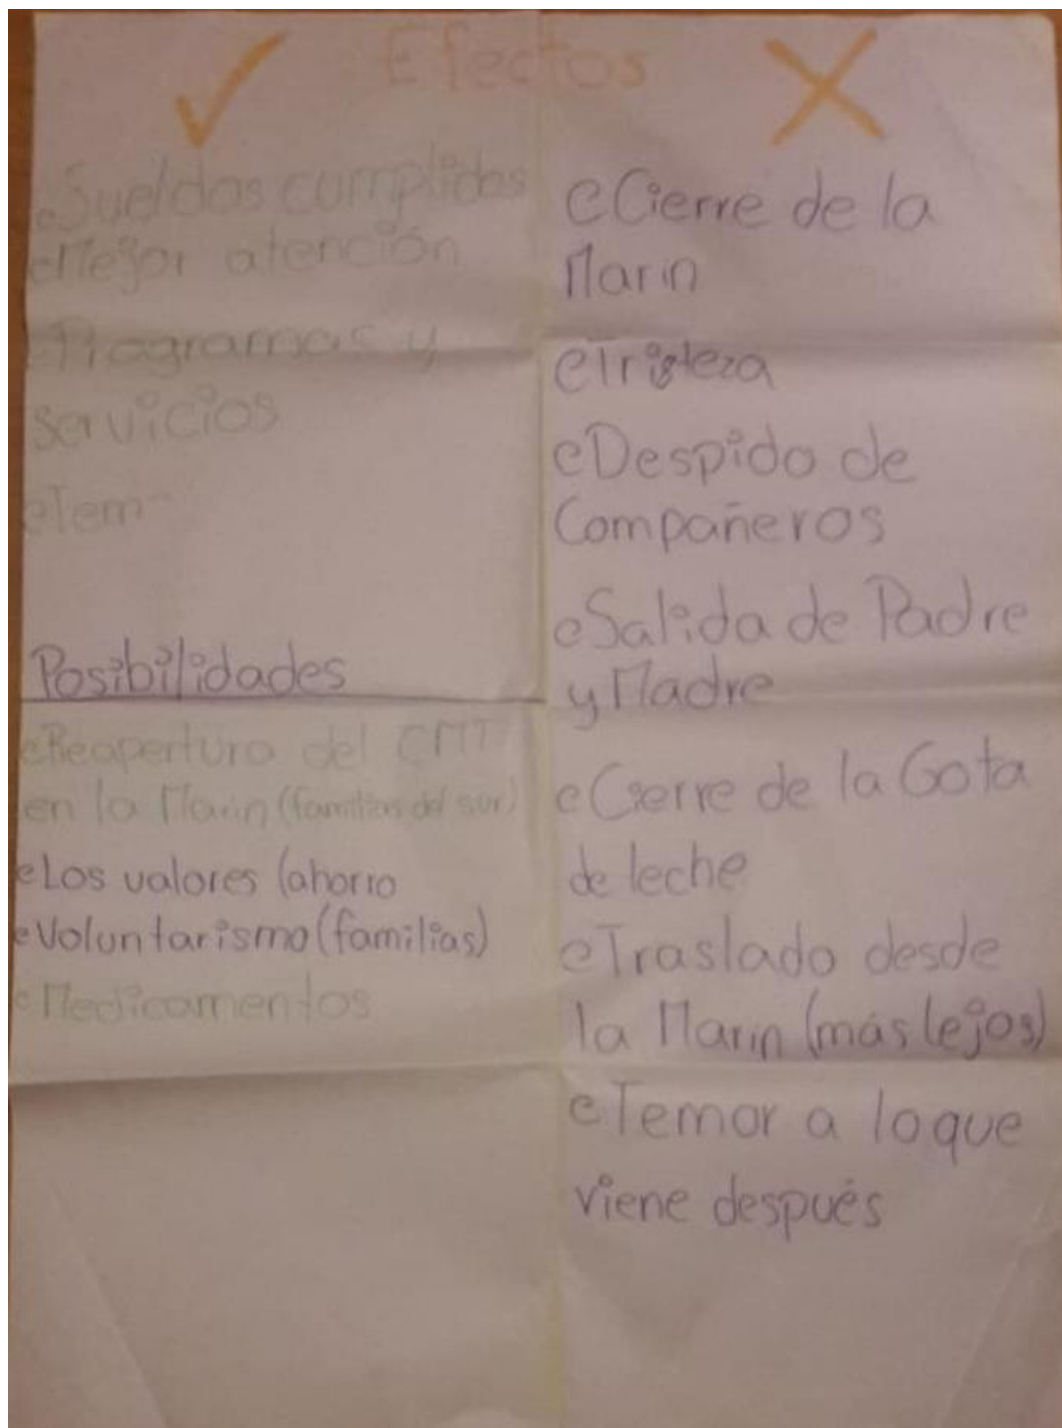 Efectos
Sueldos cumplidos
Mejor atención
Programas y
servicios
Tem
Posibilidades
Reapertura del CMT
en la Marin (familias del sur)
Los valores (ahorro
Voluntarismo (familias)
Medicamentos
Cierre de la
Marin
Tristeza
Despido de
Compañeros
Salida de Padre
y Madre
Cierre de la Gota
de leche
Traslado desde
la Marin (más lejos)
Temor a lo que
viene después